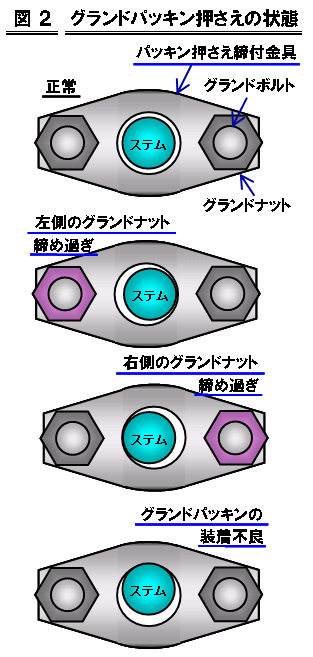 図２ グランドパッキン押さえの状態
パッキン押さえ締付金具
正常
グランドボルト
ステム
グランドナット
左側のグランドナット
締め過ぎ
ステム
右側のグランドナット
締め過ぎ
ステム
グランドパッキンの
装着不良
ステム